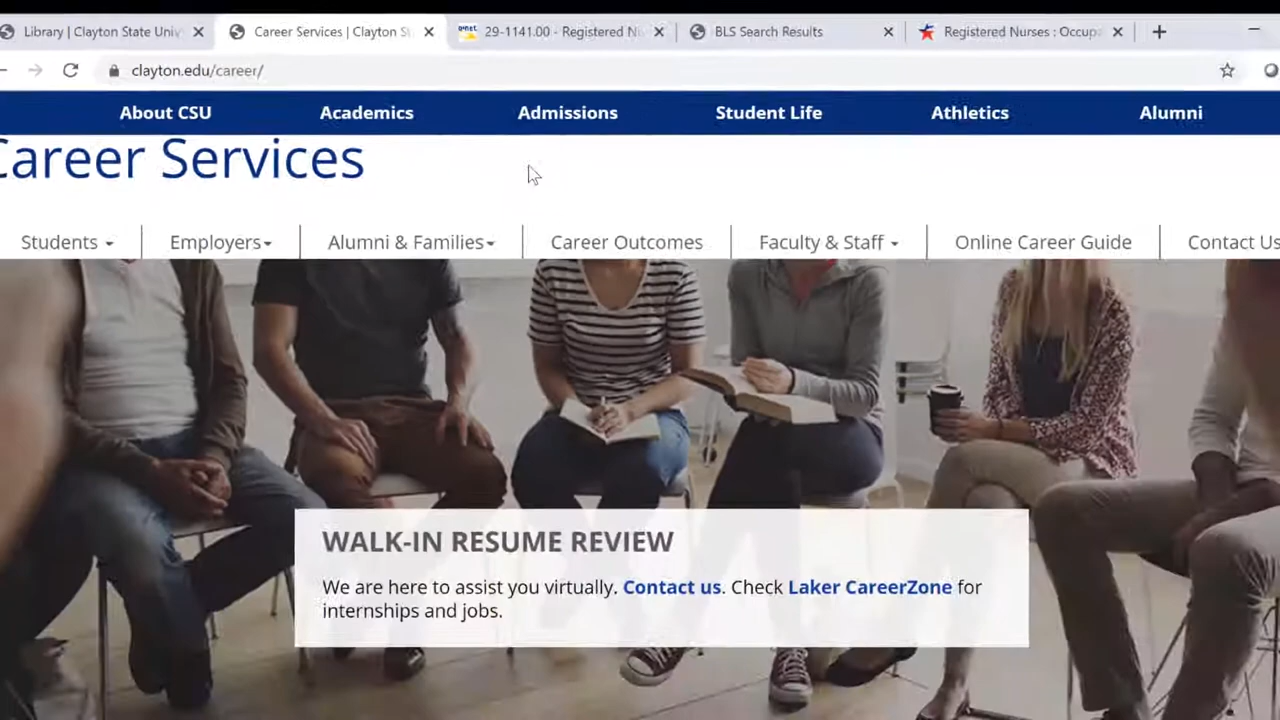 Library | Clayton State Univ
Career Services | Clayton St
29-1141.00 - Registered Nu
BLS Search Results
Registered Nurses : Occupa
clayton.edu/career/
About CSU
Academics
Admissions
Student Life
Athletics
Alumni
Career Services
Students
Employers
Alumni & Families
Career Outcomes
Faculty & Staff
Online Career Guide
Contact Us
WALK-IN RESUME REVIEW
We are here to assist you virtually. Contact us. Check Laker CareerZone for
internships and jobs.